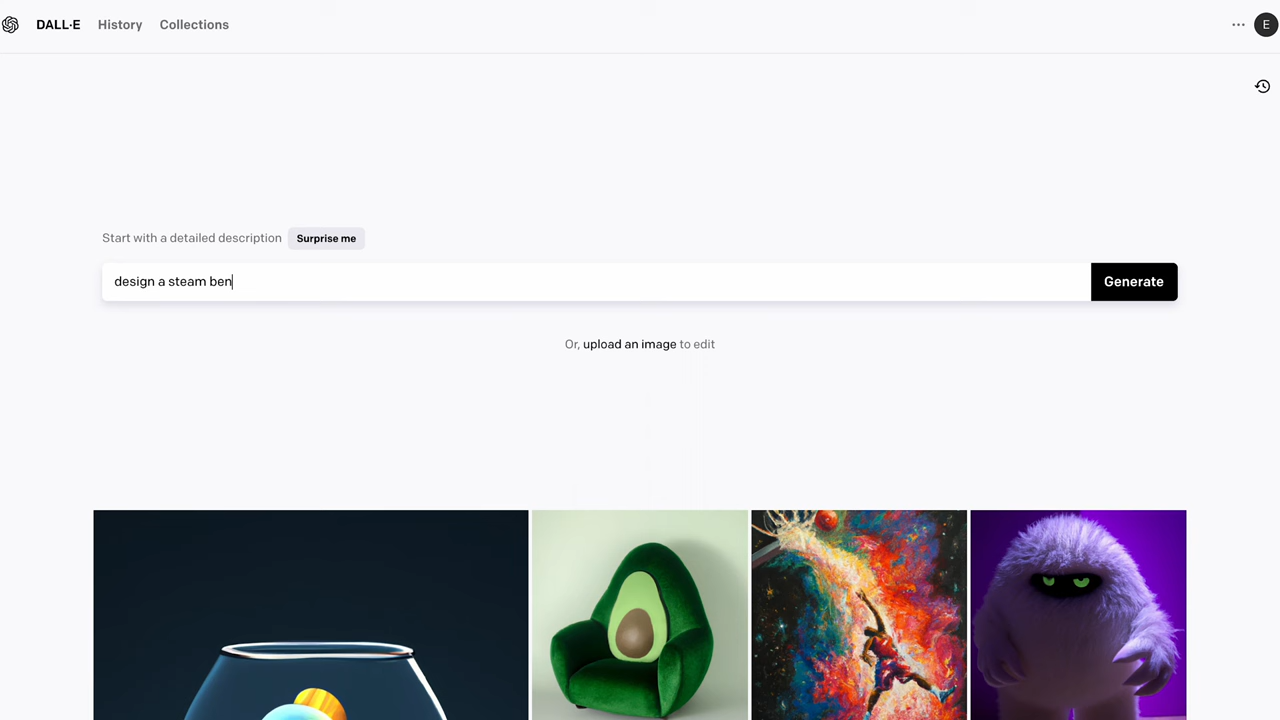 DALL·E History Collections ··· E
Start with a detailed description Surprise me
design a steam ben Generate
Or, upload an image to edit